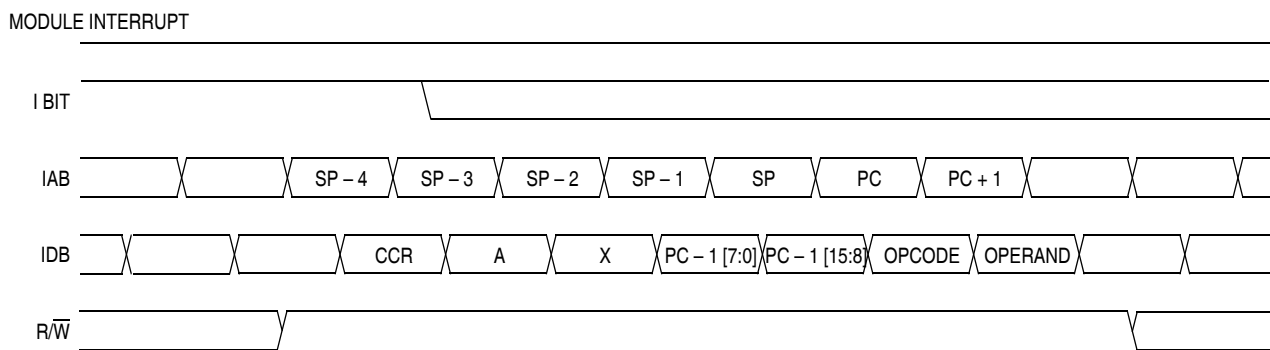 MODULE INTERRUPT
I BIT
IAB SP – 4 SP – 3 SP – 2 SP – 1 SP PC PC + 1
IDB CCR A X PC – 1 [7:0] PC – 1 [15:8] OPCODE OPERAND
R/W̅